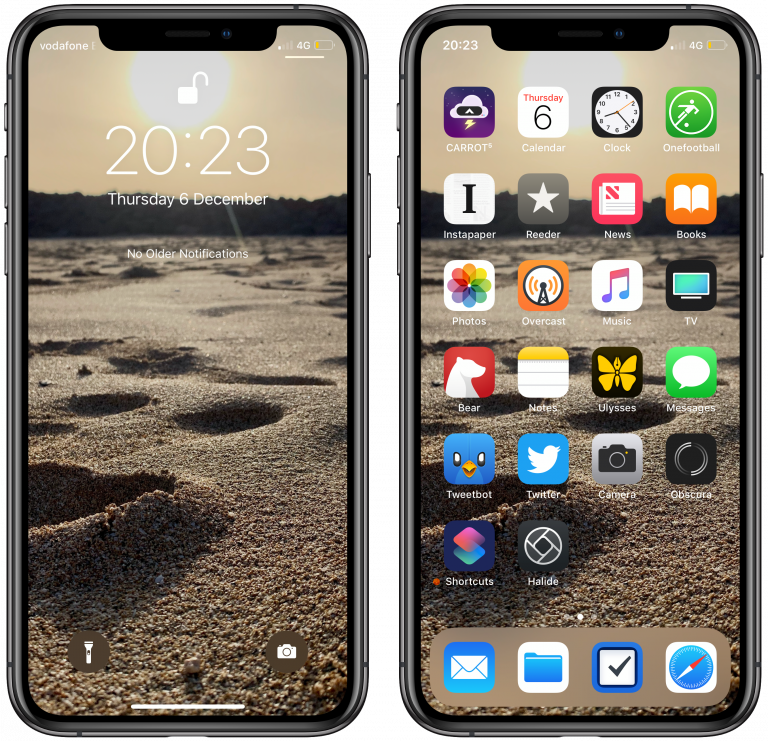 vodafone
4G
20:23
Thursday 6 December
No Older Notifications
20:23
4G
Thursday
6
12
CARROT⁵
Calendar
Clock
Onefootball
I
N
Instapaper
Reeder
News
Books
Photos
Overcast
Music
TV
Bear
Notes
Ulysses
Messages
Tweetbot
Twitter
Camera
Obscura
Shortcuts
Halide